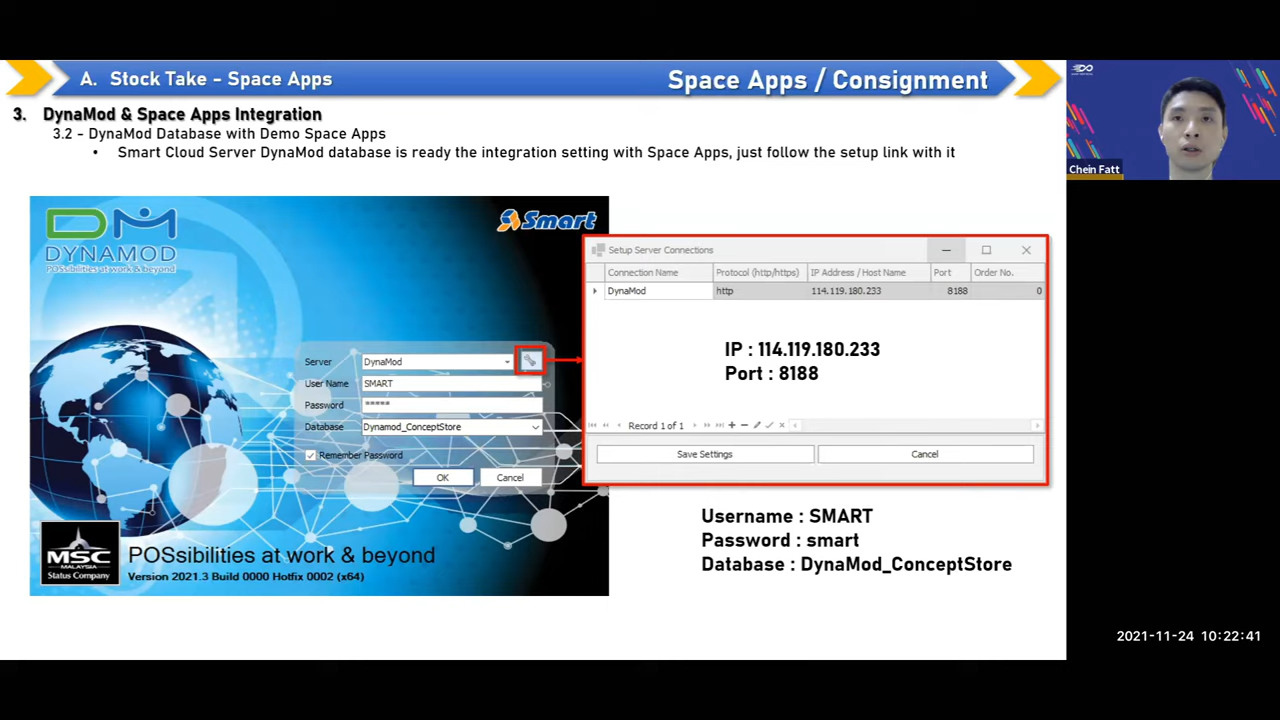 A. Stock Take - Space Apps
Space Apps / Consignment
3. DynaMod & Space Apps Integration
3.2 - DynaMod Database with Demo Space Apps
• Smart Cloud Server DynaMod database is ready the integration setting with Space Apps, just follow the setup link with it
Chein Fatt
DM
DYNAMOD
POSsibilities at work & beyond
Smart
Server DynaMod
User Name SMART
Password *****
Database Dynamod_ConceptStore
Remember Password
OK Cancel
MSC
MALAYSIA
Status Company
POSsibilities at work & beyond
Version 2021.3 Build 0000 Hotfix 0002 (x64)
Setup Server Connections
Connection Name Protocol (http/https) IP Address / Host Name Port Order No.
DynaMod http 114.119.180.233 8188 0
IP : 114.119.180.233
Port : 8188
Record 1 of 1
Save Settings Cancel
Username : SMART
Password : smart
Database : DynaMod_ConceptStore
2021-11-24 10:22:41